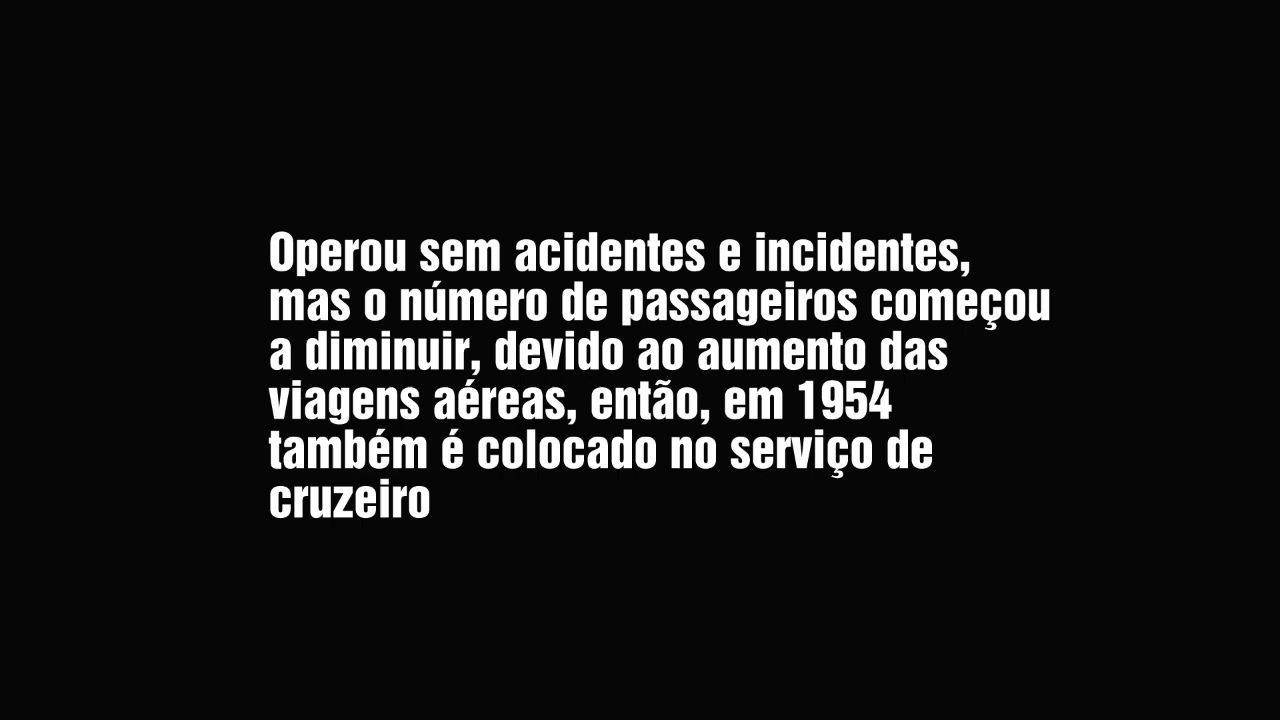 Operou sem acidentes e incidentes,
mas o número de passageiros começou
a diminuir, devido ao aumento das
viagens aéreas, então, em 1954
também é colocado no serviço de
cruzeiro